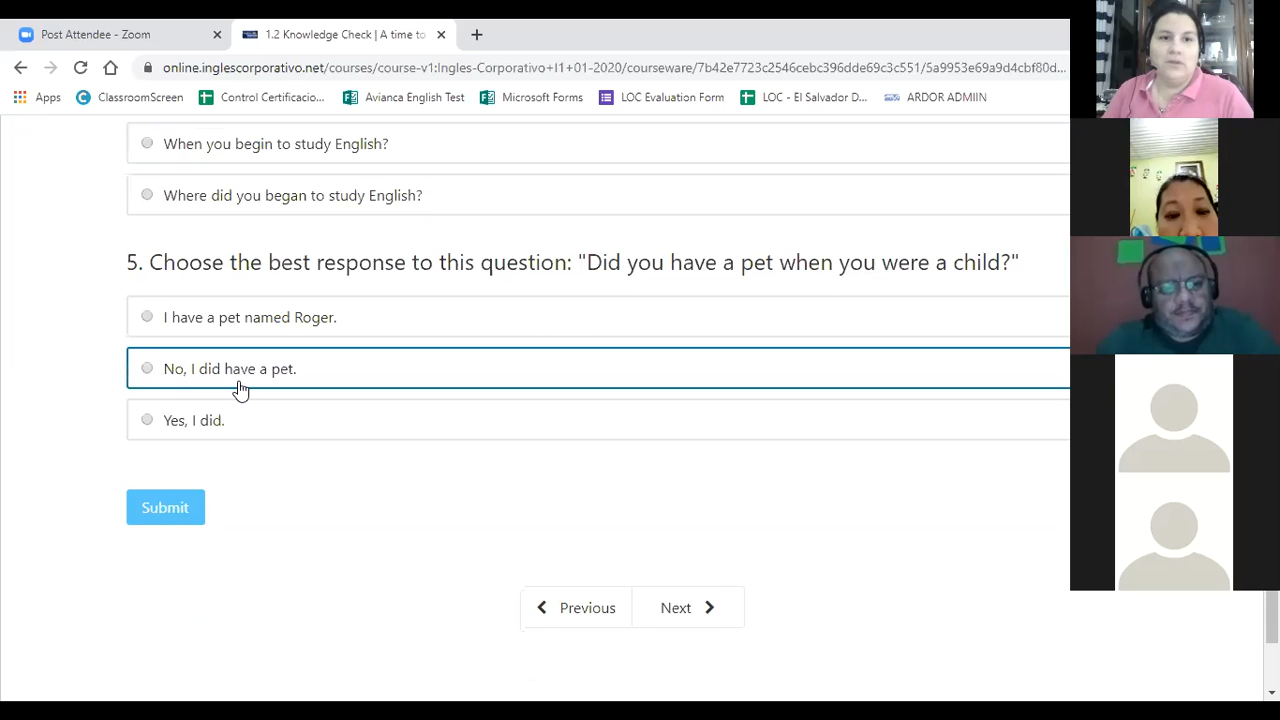 Post Attendee - Zoom
1.2 Knowledge Check | A time to
online.inglescorporativo.net/courses/course-v1:Ingles-Corporativo+I1+01-2020/courseware/7b42e7723c2546cebc396dde69c3c551/5a9953e69a9d4cbf80d...
Apps
ClassroomScreen
Control Certificacio...
Avianca English Test
Microsoft Forms
LOC Evaluation Form
LOC - El Salvador D...
ARDOR ADMIIN
When you begin to study English?
Where did you began to study English?
5. Choose the best response to this question: "Did you have a pet when you were a child?"
I have a pet named Roger.
No, I did have a pet.
Yes, I did.
Submit
Previous
Next